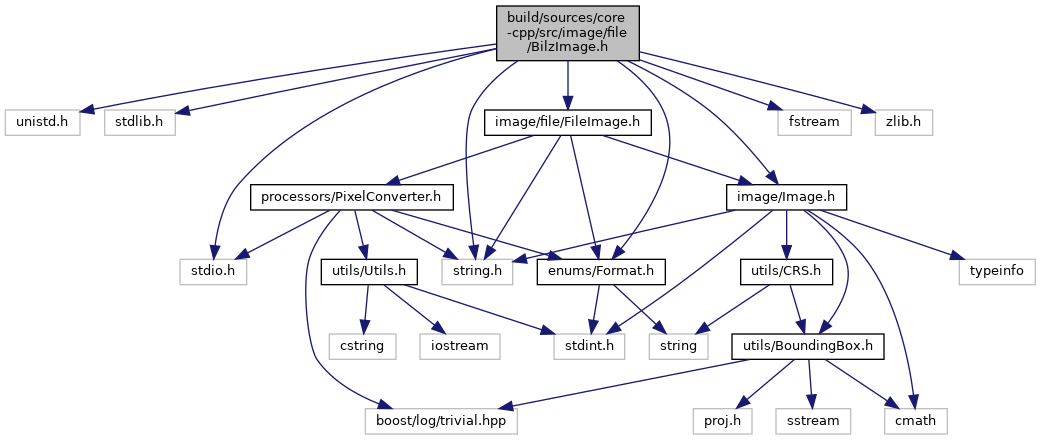 build/sources/core
-cpp/src/image/file
/BilzImage.h
unistd.h
stdlib.h
image/file/FileImage.h
fstream
zlib.h
processors/PixelConverter.h
image/Image.h
stdio.h
utils/Utils.h
string.h
enums/Format.h
utils/CRS.h
typeinfo
cstring
iostream
stdint.h
string
utils/BoundingBox.h
boost/log/trivial.hpp
proj.h
sstream
cmath